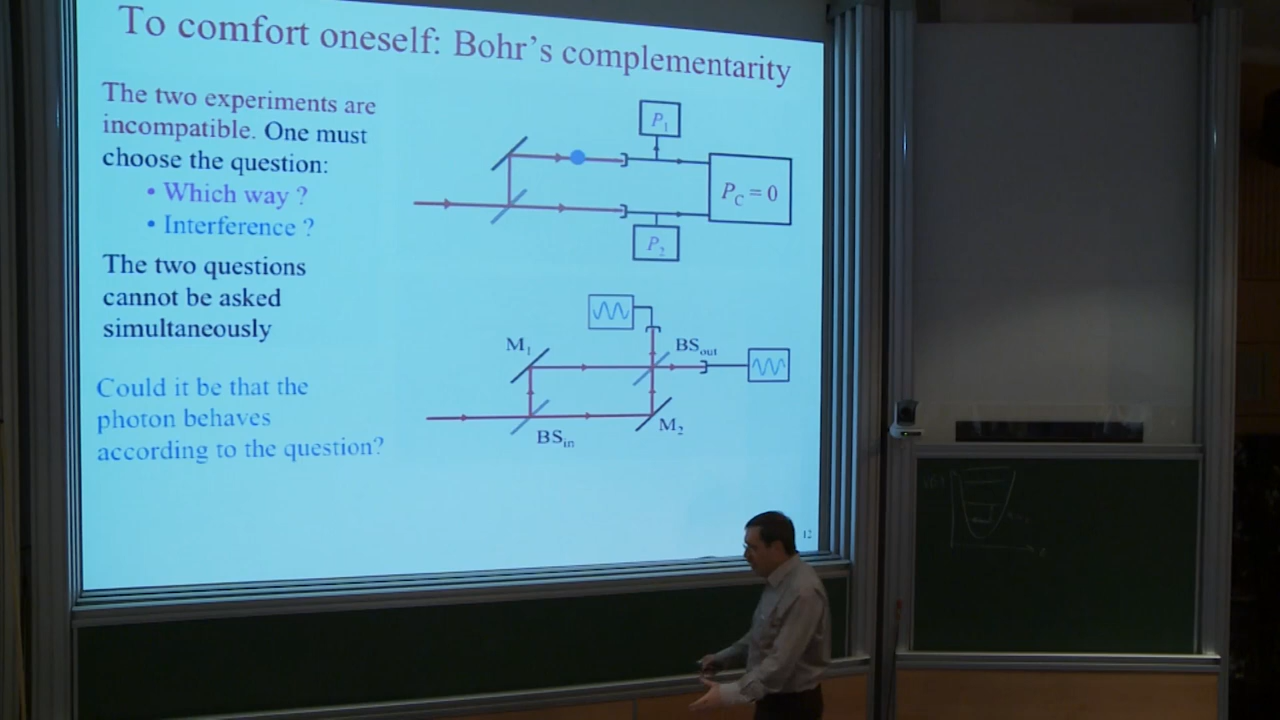 To comfort oneself: Bohr's complementarity
The two experiments are
incompatible. One must
choose the question:
• Which way ?
• Interference ?
The two questions
cannot be asked
simultaneously
Could it be that the
photon behaves
according to the question?
P1
PC = 0
P2
M1
BSout
BSin
M2
12